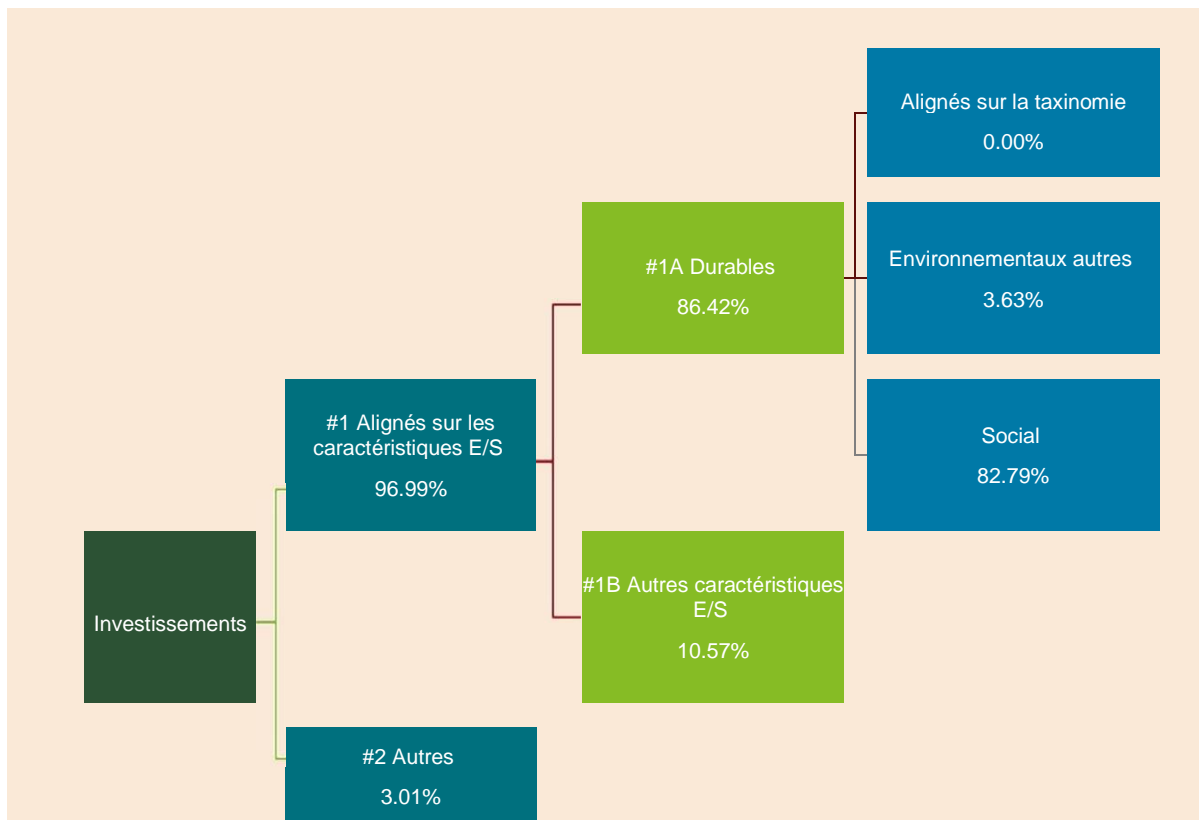 Alignés sur la taxinomie
0.00%
#1A Durables
86.42%
Environnementaux autres
3.63%
#1 Alignés sur les
caractéristiques E/S
96.99%
Social
82.79%
Investissements
#1B Autres caractéristiques
E/S
10.57%
#2 Autres
3.01%